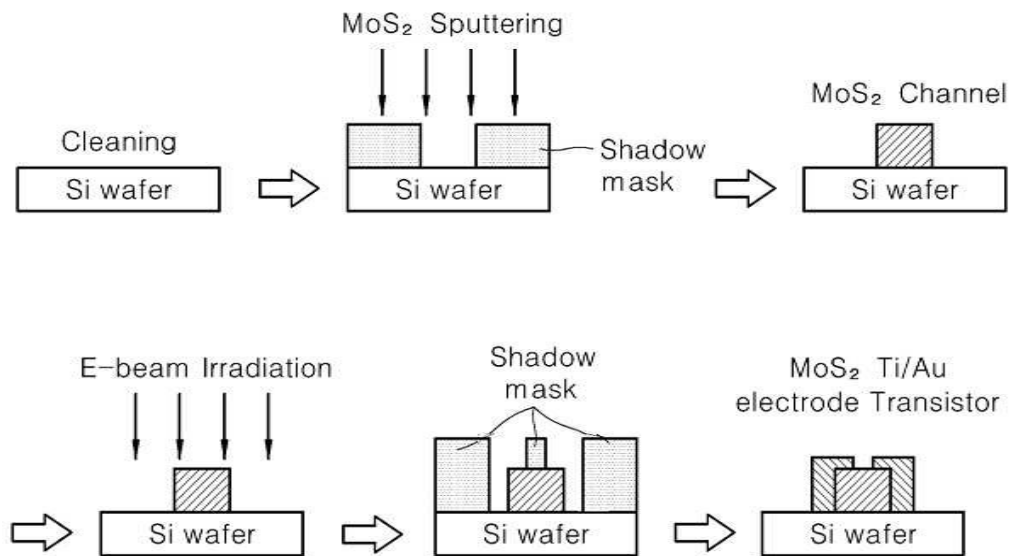 Cleaning
Si wafer
MoS₂ Sputtering
Shadow
mask
Si wafer
MoS₂ Channel
Si wafer
E-beam Irradiation
Si wafer
Shadow
mask
Si wafer
MoS₂ Ti/Au
electrode Transistor
Si wafer